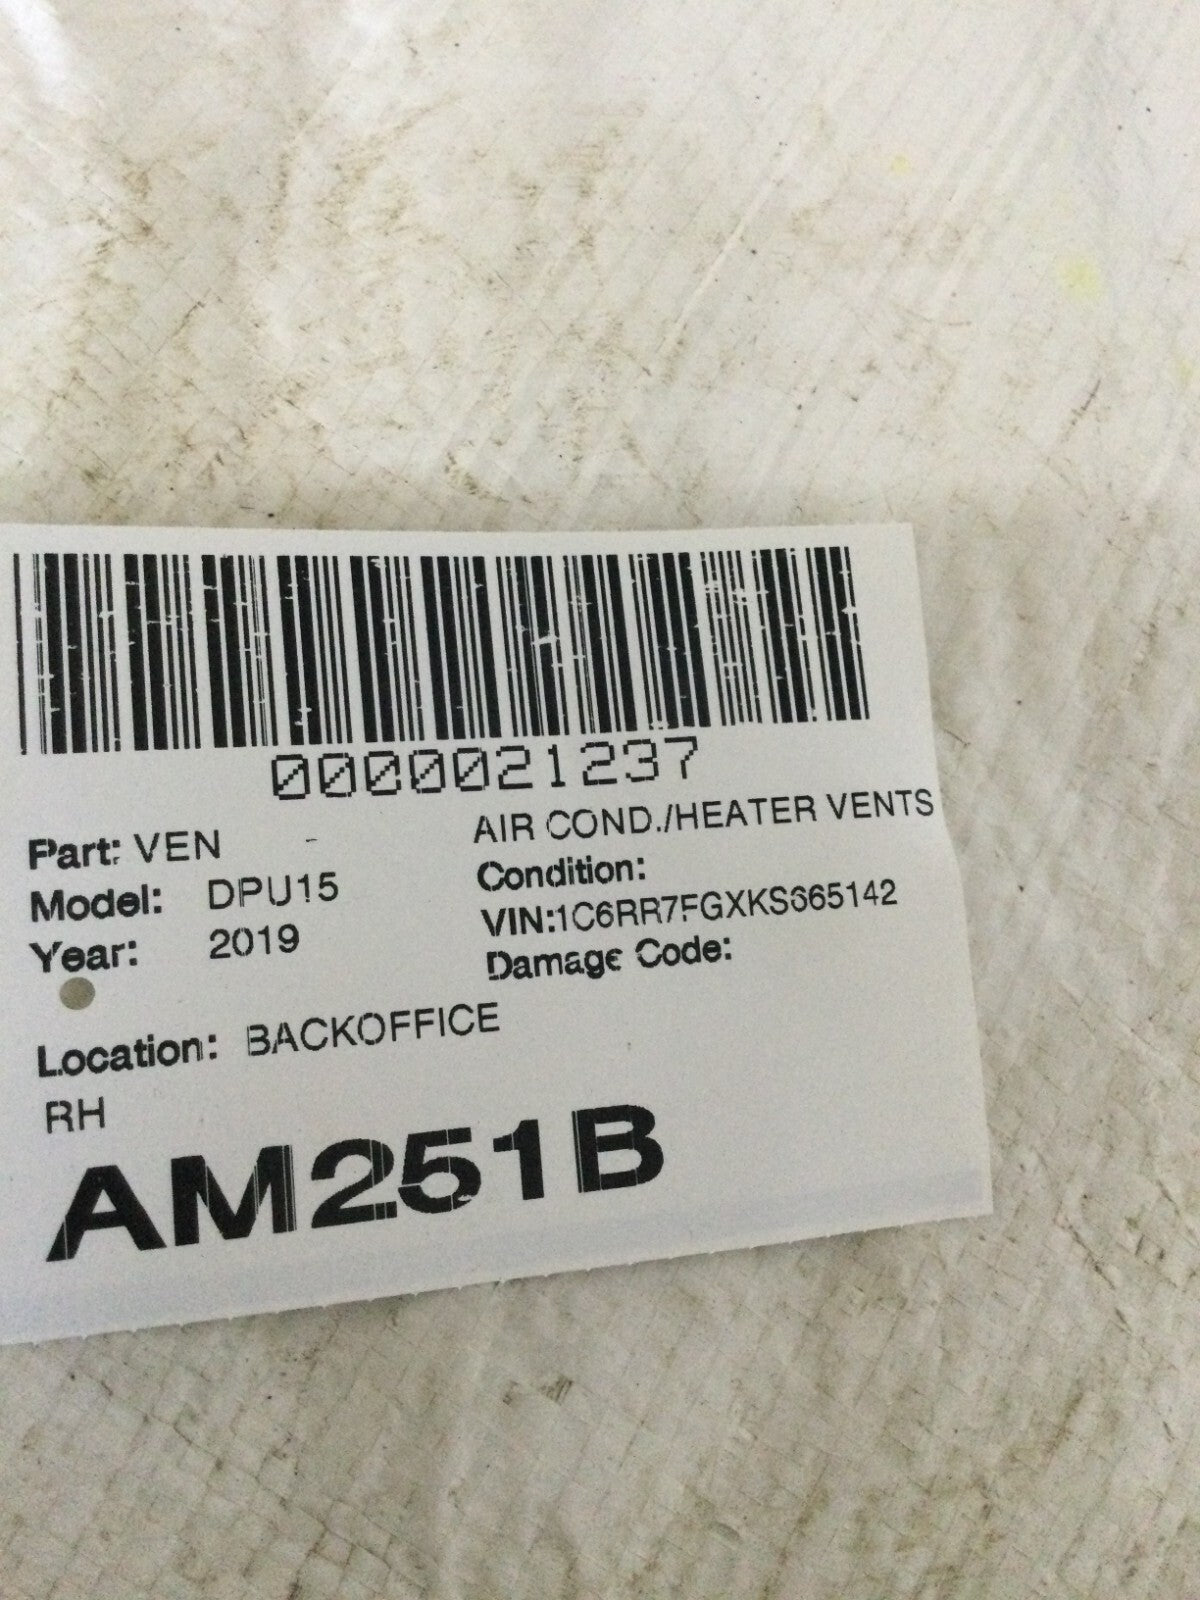 0000021237
Part: VEN - AIR COND./HEATER VENTS
Model: DPU15 Condition:
Year: 2019 VIN:1C6RR7FGXKS665142
Damage Code:
Location: BACKOFFICE
RH
AM251B